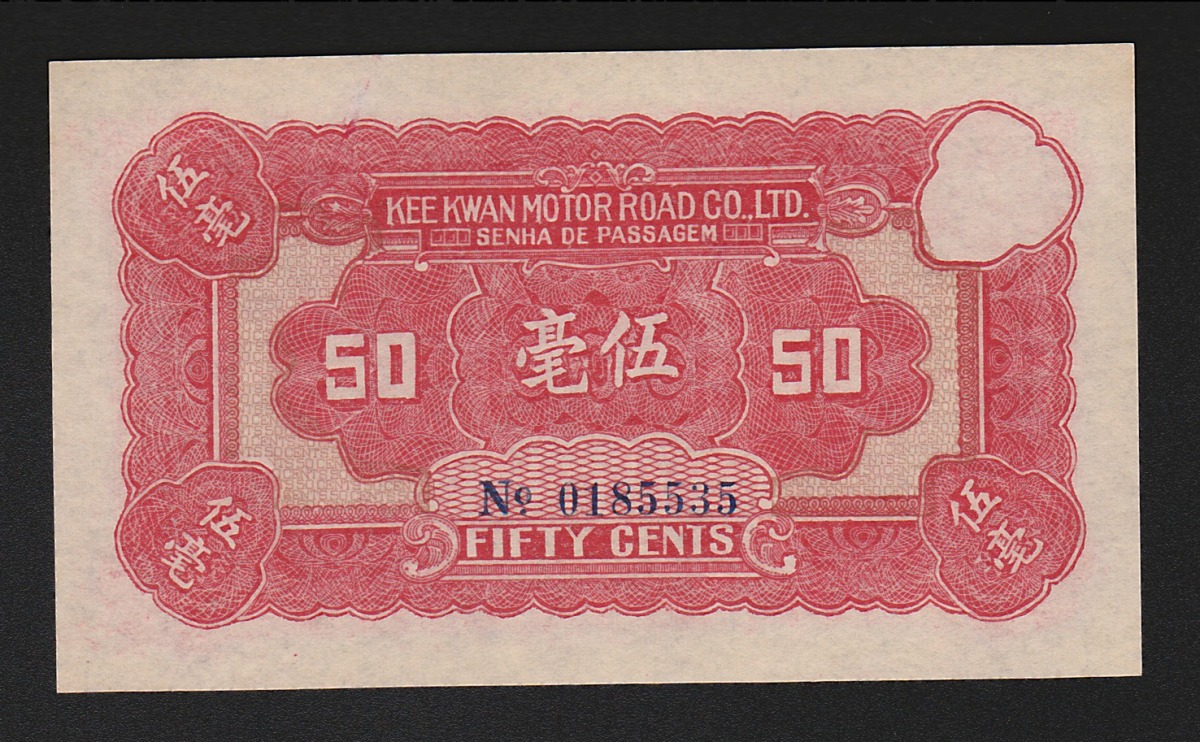 伍毫
KEE KWAN MOTOR ROAD CO., LTD.
SENHA DE PASSAGEM
50
毫伍
50
No 0185535
FIFTY CENTS
伍毫
伍毫